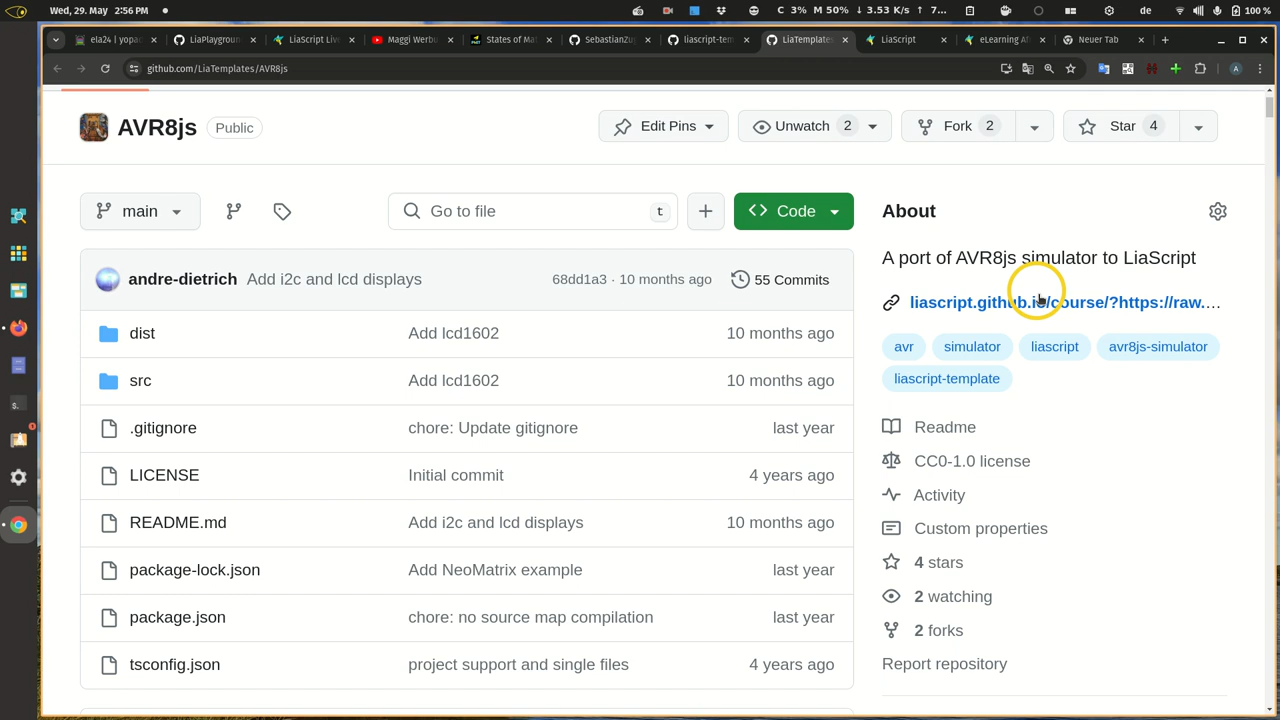 Wed, 29. May 2:56 PM
C 3% M 50% ↓ 3.53 K/s ↑ 7...
de
100 %
ela24 | yopad
LiaPlaygroun
LiaScript Live
Maggi Werbu
States of Mat
SebastianZug
liascript-tem
LiaTemplates
LiaScript
eLearning Af
Neuer Tab
github.com/LiaTemplates/AVR8js
A
AVR8js
Public
Edit Pins
Unwatch 2
Fork 2
Star 4
main
Go to file
t
Code
About
andre-dietrich Add i2c and lcd displays
68dd1a3 · 10 months ago
55 Commits
A port of AVR8js simulator to LiaScript
liascript.github.io/course/?https://raw....
dist Add lcd1602 10 months ago
avr simulator liascript avr8js-simulator
liascript-template
src Add lcd1602 10 months ago
.gitignore chore: Update gitignore last year
Readme
LICENSE Initial commit 4 years ago
CC0-1.0 license
Activity
README.md Add i2c and lcd displays 10 months ago
Custom properties
package-lock.json Add NeoMatrix example last year
4 stars
2 watching
package.json chore: no source map compilation last year
2 forks
tsconfig.json project support and single files 4 years ago
Report repository